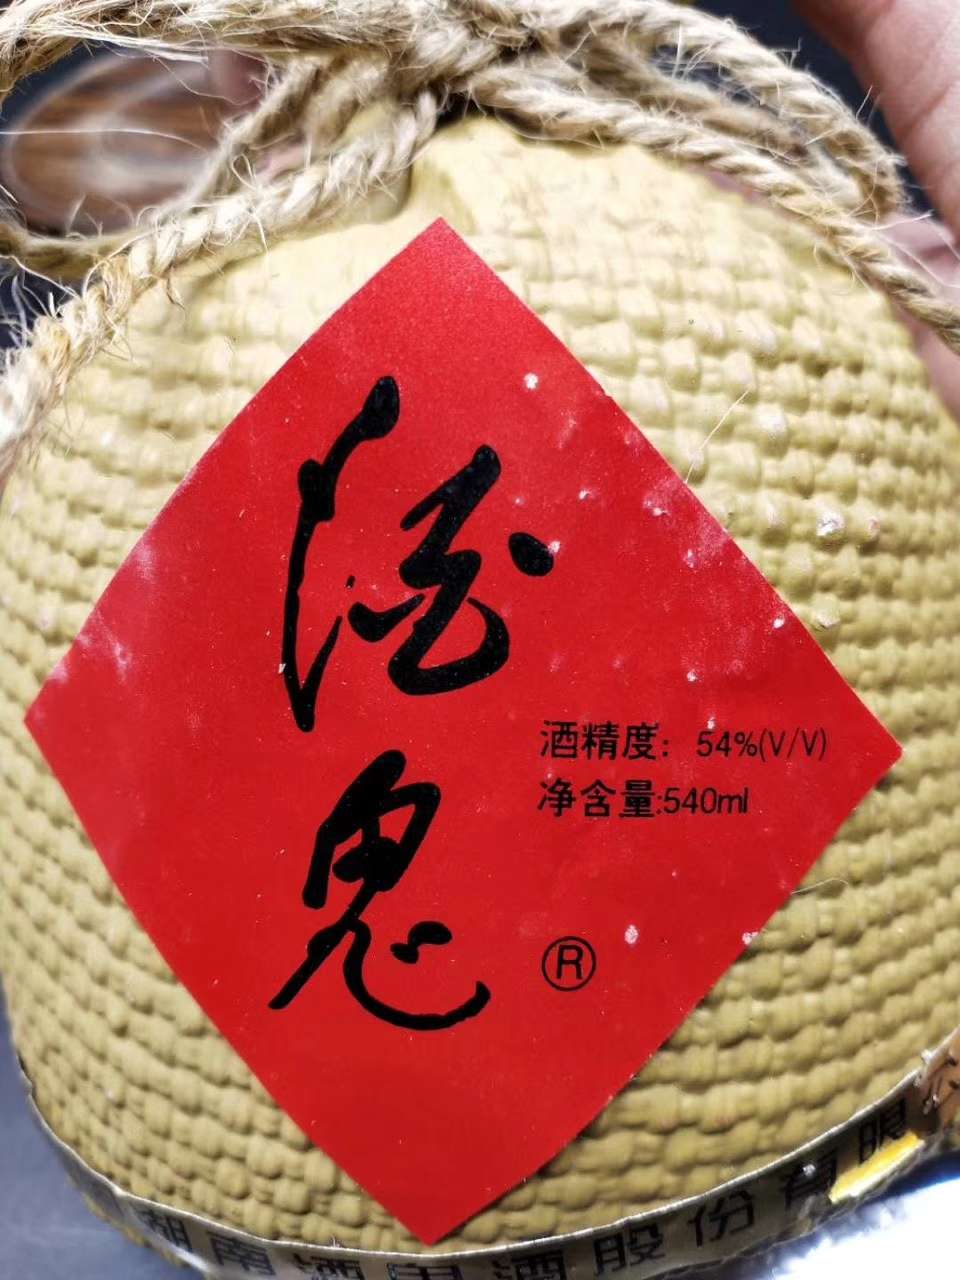 酒鬼
酒精度：54%(V/V)
净含量:540ml
®
湖南酒鬼酒股份有限